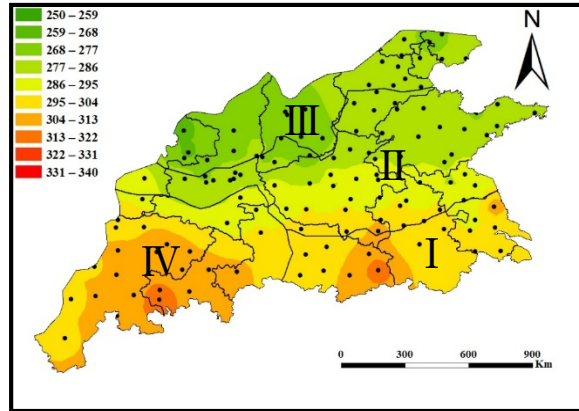 250 – 259
259 – 268
268 – 277
277 – 286
286 – 295
295 – 304
304 – 313
313 – 322
322 – 331
331 – 340
N
III
II
I
IV
0 300 600 900
Km